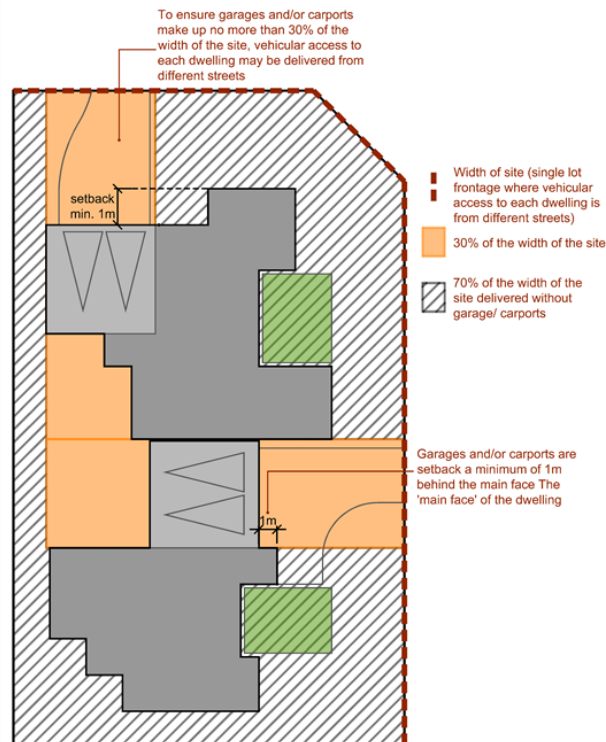 To ensure garages and/or carports
make up no more than 30% of the
width of the site, vehicular access to
each dwelling may be delivered from
different streets
setback
min. 1m
Width of site (single lot
frontage where vehicular
access to each dwelling is
from different streets)
30% of the width of the site
70% of the width of the
site delivered without
garage/ carports
Garages and/or carports are
setback a minimum of 1m
behind the main face The
'main face' of the dwelling
1m